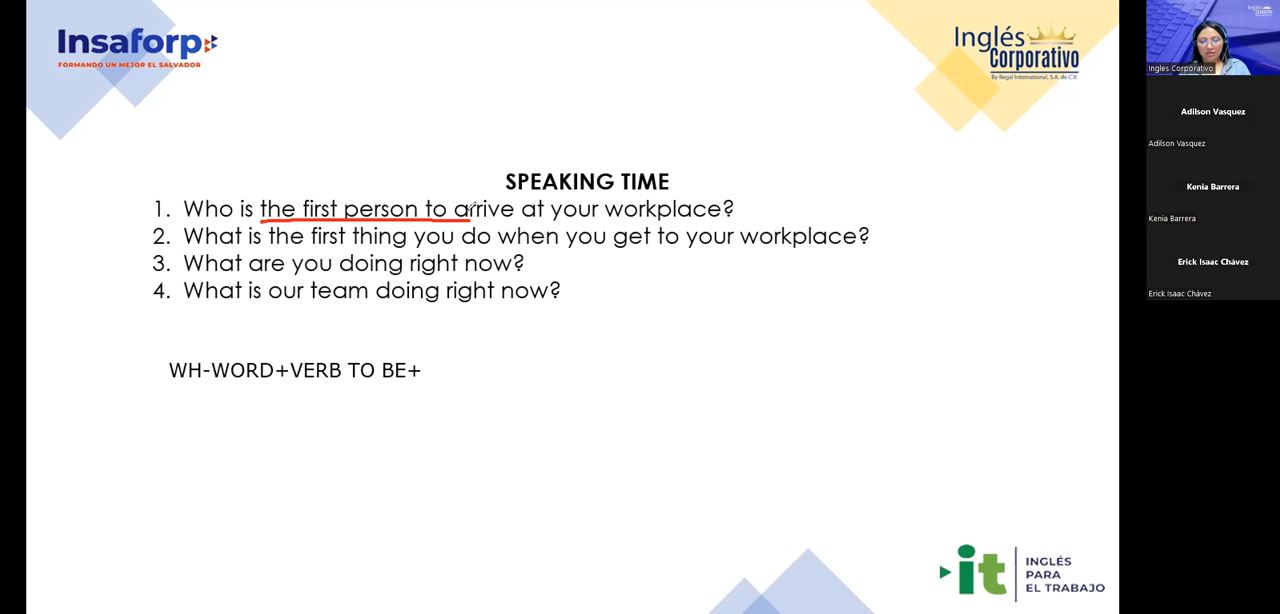 Insaforp
FORMANDO UN MEJOR EL SALVADOR
Inglés
Corporativo
By Regal International, S.A. de C.V.
SPEAKING TIME
1. Who is the first person to arrive at your workplace?
2. What is the first thing you do when you get to your workplace?
3. What are you doing right now?
4. What is our team doing right now?
WH-WORD+VERB TO BE+
it
INGLÉS
PARA
EL TRABAJO
Ingles Corporativo
Adilson Vasquez
Adilson Vasquez
Kenia Barrera
Kenia Barrera
Erick Isaac Chávez
Erick Isaac Chávez